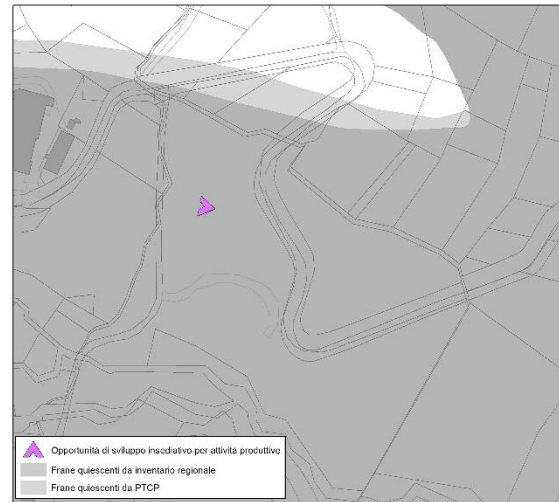 Opportunità di sviluppo insediativo per attività produttive
Frane quiescenti da inventario regionale
Frane quiescenti da PTCP